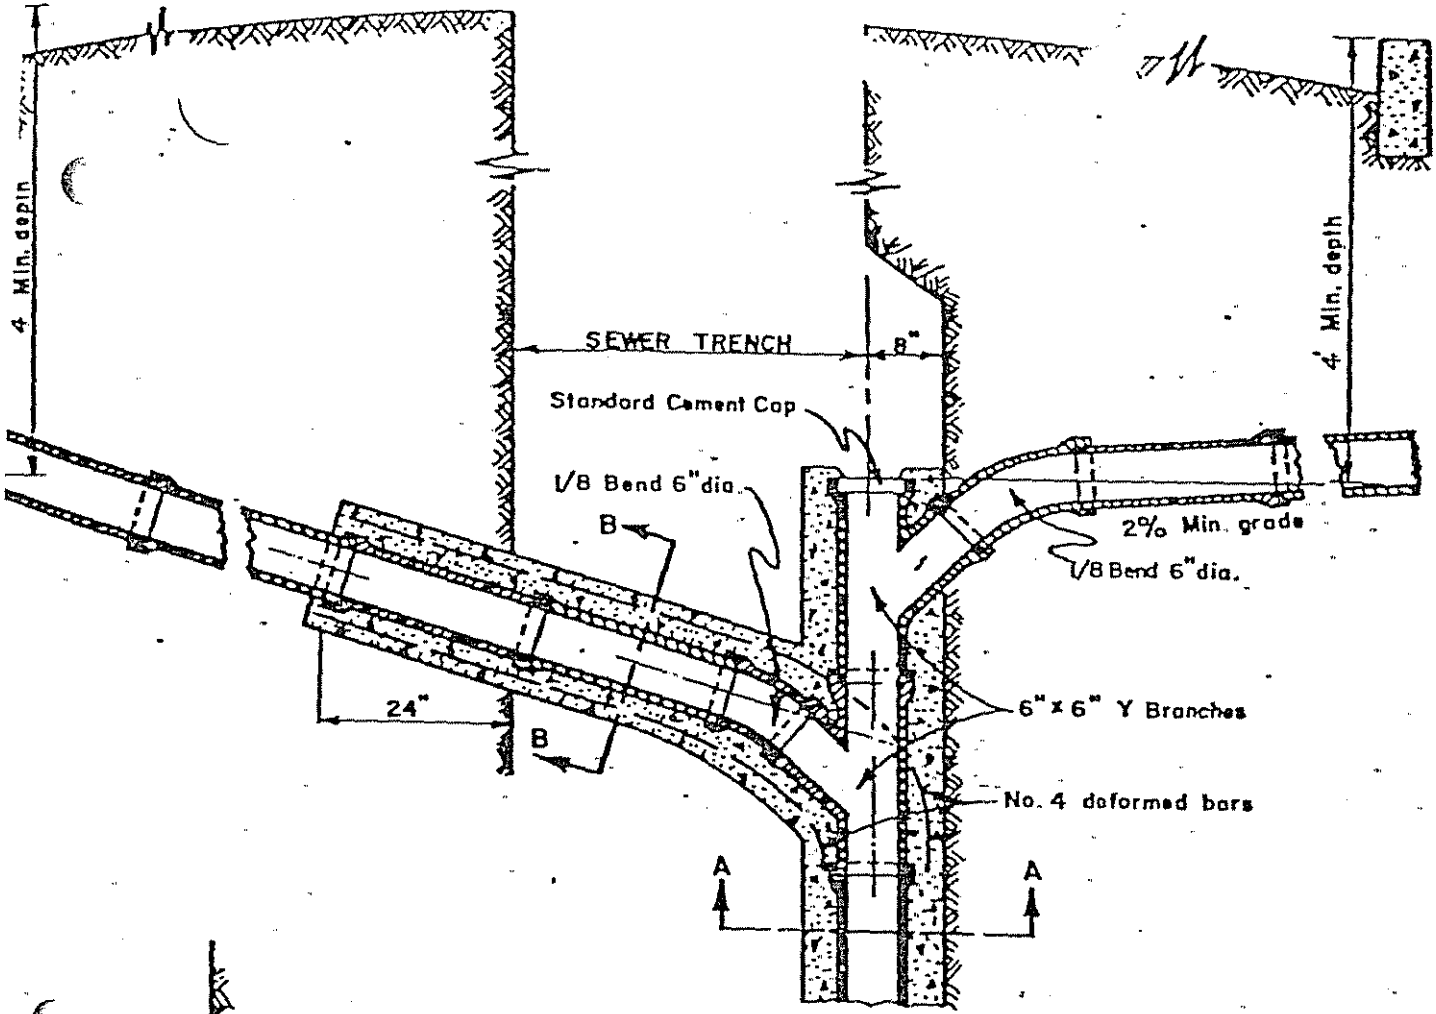 4 Min. depth
SEWER TRENCH
8"
4' Min. depth
Standard Cement Cap
1/8 Bend 6" dia.
B
2% Min. grade
1/8 Bend 6" dia.
24"
B
6" x 6" Y Branches
No. 4 deformed bars
A
A